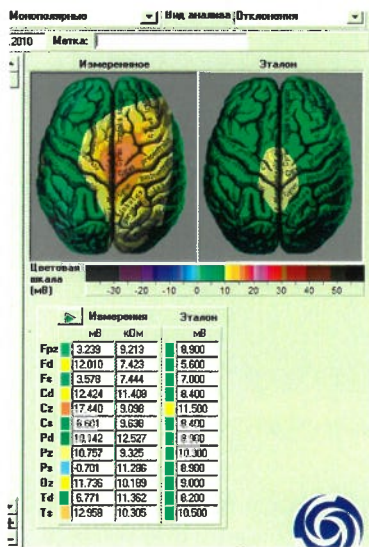 Монополярные Вид анализа: Отклонения
.2010 Метка:
Измеренное Эталон
Цветовая
шкала
(мВ) -30 -20 -10 0 10 20 30 40 50
Измерения Эталон
мВ кОм мВ
Fpz 3.239 9.213 8.900
Fd 12.010 7.423 5.600
Fs 3.578 7.444 7.000
Cd 12.424 11.408 8.400
Cz 17.440 9.098 11.500
Cs 8.601 9.638 8.400
Pd 10.142 12.527 8.900
Pz 10.757 9.325 10.300
Ps -0.701 11.286 8.900
Oz 11.736 10.189 9.000
Td 6.771 11.362 8.200
Ts 12.958 10.305 10.500